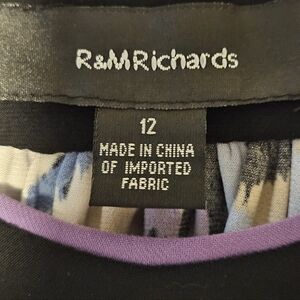 R&MRichards
12
MADE IN CHINA
OF IMPORTED
FABRIC